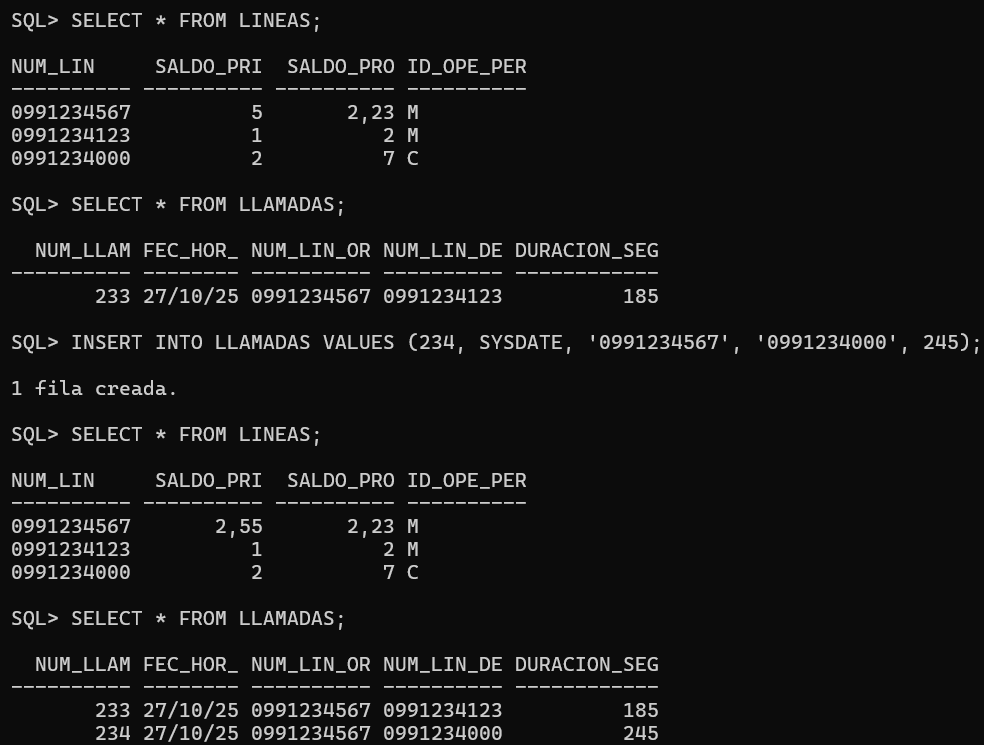 SQL> SELECT * FROM LINEAS;
NUM_LIN     SALDO_PRI  SALDO_PRO ID_OPE_PER
---------- ---------- ---------- ----------
0991234567          5       2,23 M
0991234123          1          2 M
0991234000          2          7 C
SQL> SELECT * FROM LLAMADAS;
  NUM_LLAM FEC_HOR_ NUM_LIN_OR NUM_LIN_DE DURACION_SEG
---------- -------- ---------- ---------- ------------
       233 27/10/25 0991234567 0991234123          185
SQL> INSERT INTO LLAMADAS VALUES (234, SYSDATE, '0991234567', '0991234000', 245);
1 fila creada.
SQL> SELECT * FROM LINEAS;
NUM_LIN     SALDO_PRI  SALDO_PRO ID_OPE_PER
---------- ---------- ---------- ----------
0991234567       2,55       2,23 M
0991234123          1          2 M
0991234000          2          7 C
SQL> SELECT * FROM LLAMADAS;
  NUM_LLAM FEC_HOR_ NUM_LIN_OR NUM_LIN_DE DURACION_SEG
---------- -------- ---------- ---------- ------------
       233 27/10/25 0991234567 0991234123          185
       234 27/10/25 0991234567 0991234000          245